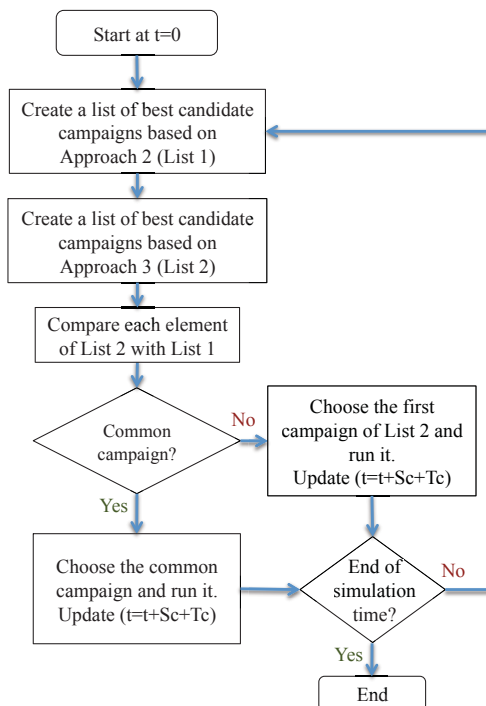 Start at t=0
Create a list of best candidate
campaigns based on
Approach 2 (List 1)
Create a list of best candidate
campaigns based on
Approach 3 (List 2)
Compare each element
of List 2 with List 1
Common
campaign?
No
Choose the first
campaign of List 2 and
run it.
Update (t=t+Sc+Tc)
Yes
Choose the common
campaign and run it.
Update (t=t+Sc+Tc)
End of
simulation
time?
No
Yes
End